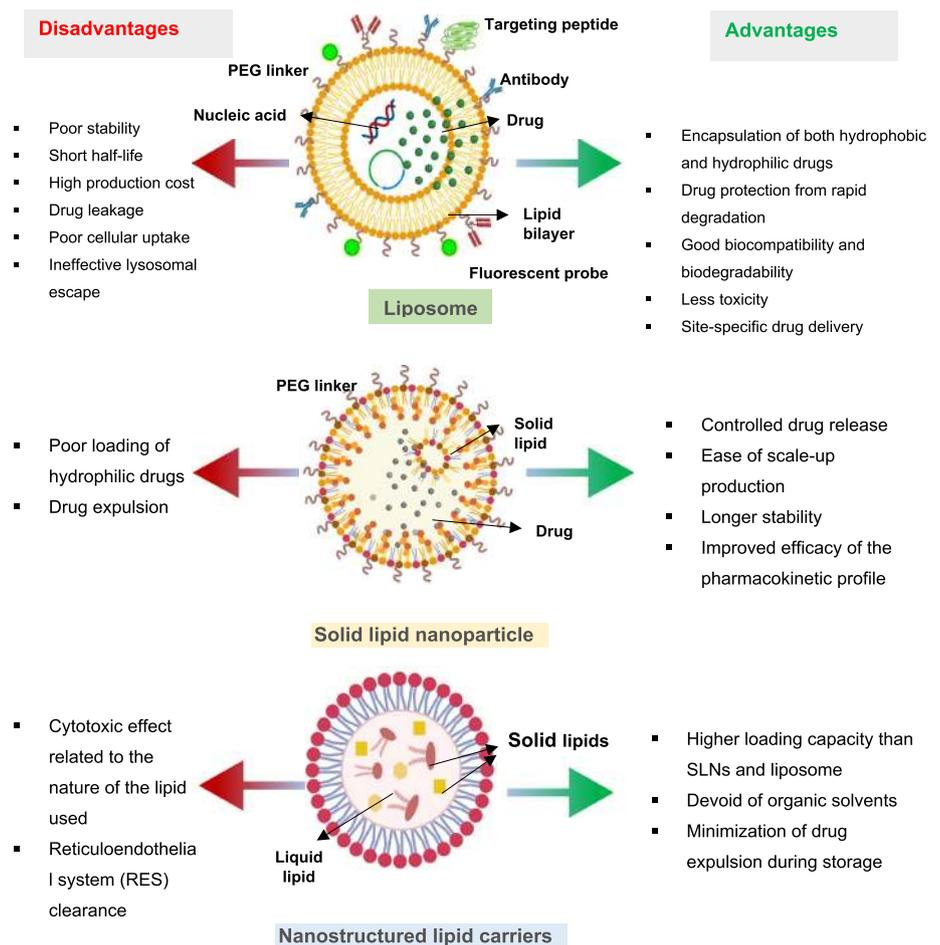 Disadvantages
Targeting peptide
Advantages
PEG linker
Antibody
Nucleic acid
Drug
Poor stability
Short half-life
High production cost
Drug leakage
Poor cellular uptake
Ineffective lysosomal
escape
Encapsulation of both hydrophobic
and hydrophilic drugs
Drug protection from rapid
degradation
Good biocompatibility and
biodegradability
Less toxicity
Site-specific drug delivery
Lipid
bilayer
Fluorescent probe
Liposome
PEG linker
Solid
lipid
Drug
Poor loading of
hydrophilic drugs
Drug expulsion
Controlled drug release
Ease of scale-up
production
Longer stability
Improved efficacy of the
pharmacokinetic profile
Solid lipid nanoparticle
Cytotoxic effect
related to the
nature of the lipid
used
Reticuloendothelia
l system (RES)
clearance
Solid lipids
Liquid
lipid
Higher loading capacity than
SLNs and liposome
Devoid of organic solvents
Minimization of drug
expulsion during storage
Nanostructured lipid carriers